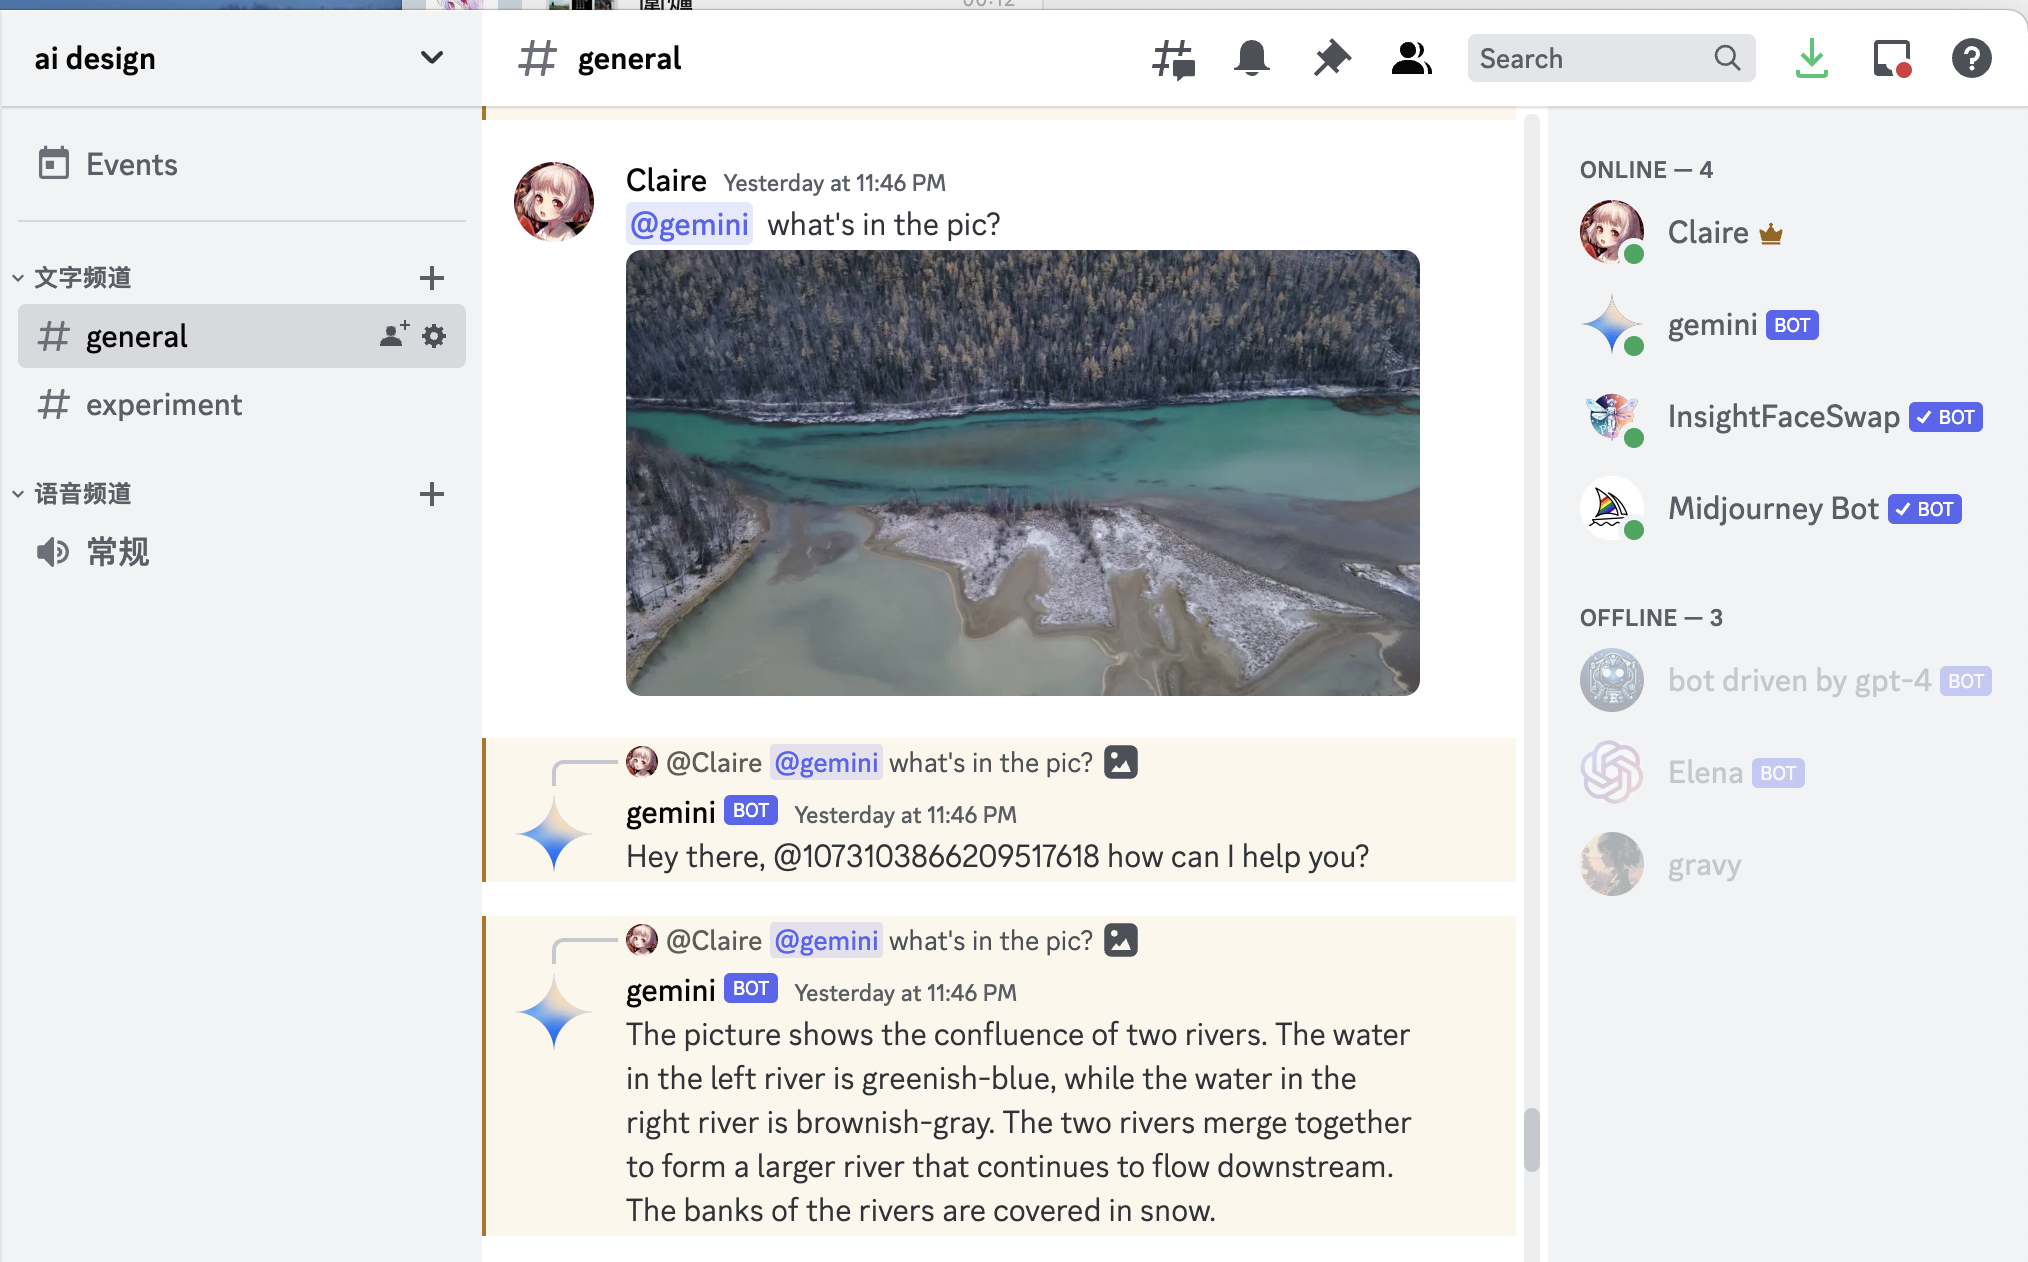 00:12
ai design
general
Search
Events
文字频道
general
experiment
语音频道
常规
Claire Yesterday at 11:46 PM
@gemini what's in the pic?
@Claire @gemini what's in the pic?
gemini BOT Yesterday at 11:46 PM
Hey there, @1073103866209517618 how can I help you?
@Claire @gemini what's in the pic?
gemini BOT Yesterday at 11:46 PM
The picture shows the confluence of two rivers. The water
in the left river is greenish-blue, while the water in the
right river is brownish-gray. The two rivers merge together
to form a larger river that continues to flow downstream.
The banks of the rivers are covered in snow.
ONLINE — 4
Claire
gemini BOT
InsightFaceSwap BOT
Midjourney Bot BOT
OFFLINE — 3
bot driven by gpt-4 BOT
Elena BOT
gravy